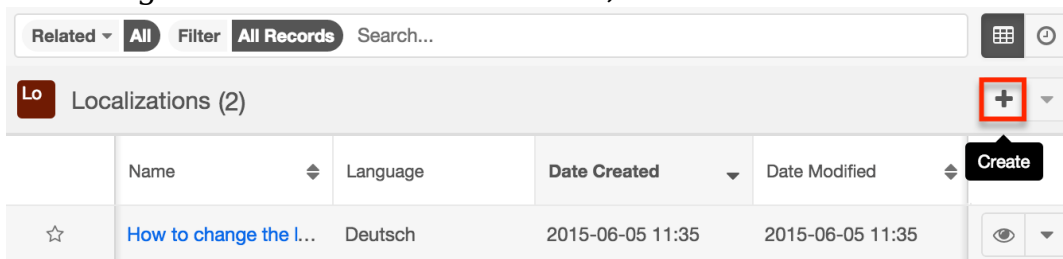 Related All Filter All Records Search...
Lo Localizations (2)
Create
Name Language Date Created Date Modified
How to change the l... Deutsch 2015-06-05 11:35 2015-06-05 11:35